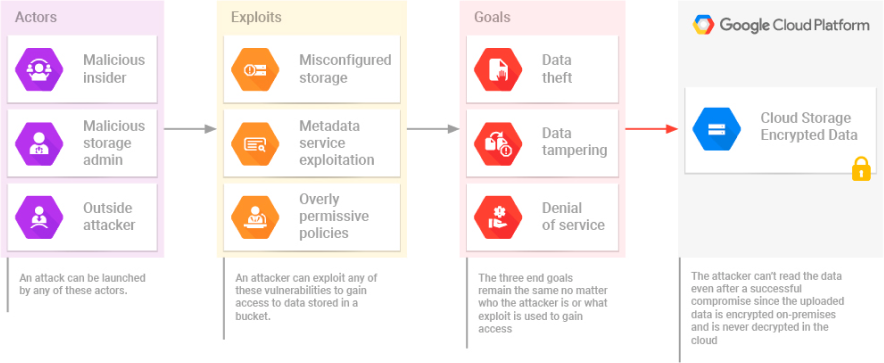 Actors
Malicious
insider
Malicious
storage
admin
Outside
attacker
An attack can be launched
by any of these actors.
Exploits
Misconfigured
storage
Metadata
service
exploitation
Overly
permissive
policies
An attacker can exploit any of
these vulnerabilities to gain
access to data stored in a
bucket.
Goals
Data
theft
Data
tampering
Denial
of service
The three end goals
remain the same no matter
who the attacker is or what
exploit is used to gain
access
Google Cloud Platform
Cloud Storage
Encrypted Data
The attacker can't read the data
even after a successful
compromise since the uploaded
data is encrypted on-premises
and is never decrypted in the
cloud